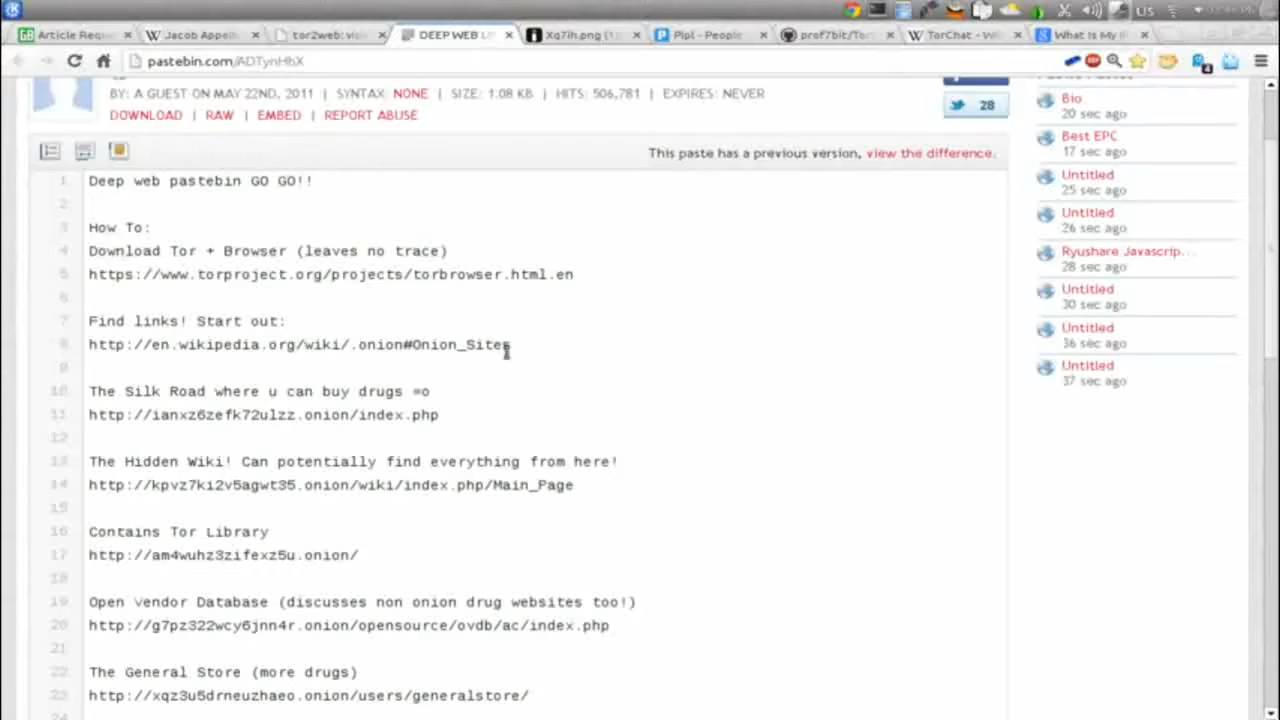 US
Article Requ
Jacob Appelb
tor2web: visi
DEEP WEB LI
Xq7ih.png (1
Pipl - People
prof7bit/Tor
TorChat - Wi
What Is My I
pastebin.com/ADTynHbX
BY: A GUEST ON MAY 22ND, 2011 | SYNTAX: NONE | SIZE: 1.08 KB | HITS: 506,781 | EXPIRES: NEVER
DOWNLOAD | RAW | EMBED | REPORT ABUSE
28
This paste has a previous version, view the difference.
1. Deep web pastebin GO GO!!
2.
3. How To:
4. Download Tor + Browser (leaves no trace)
5. https://www.torproject.org/projects/torbrowser.html.en
6.
7. Find links! Start out:
8. http://en.wikipedia.org/wiki/.onion#Onion_Sites
9.
10. The Silk Road where u can buy drugs =o
11. http://ianxz6zefk72ulzz.onion/index.php
12.
13. The Hidden Wiki! Can potentially find everything from here!
14. http://kpvz7ki2v5agwt35.onion/wiki/index.php/Main_Page
15.
16. Contains Tor Library
17. http://am4wuhz3zifexz5u.onion/
18.
19. Open Vendor Database (discusses non onion drug websites too!)
20. http://g7pz322wcy6jnn4r.onion/opensource/ovdb/ac/index.php
21.
22. The General Store (more drugs)
23. http://xqz3u5drneuzhaeo.onion/users/generalstore/
24.
Bio
20 sec ago
Best EPC
17 sec ago
Untitled
25 sec ago
Untitled
26 sec ago
Ryushare Javascrip...
28 sec ago
Untitled
30 sec ago
Untitled
36 sec ago
Untitled
37 sec ago